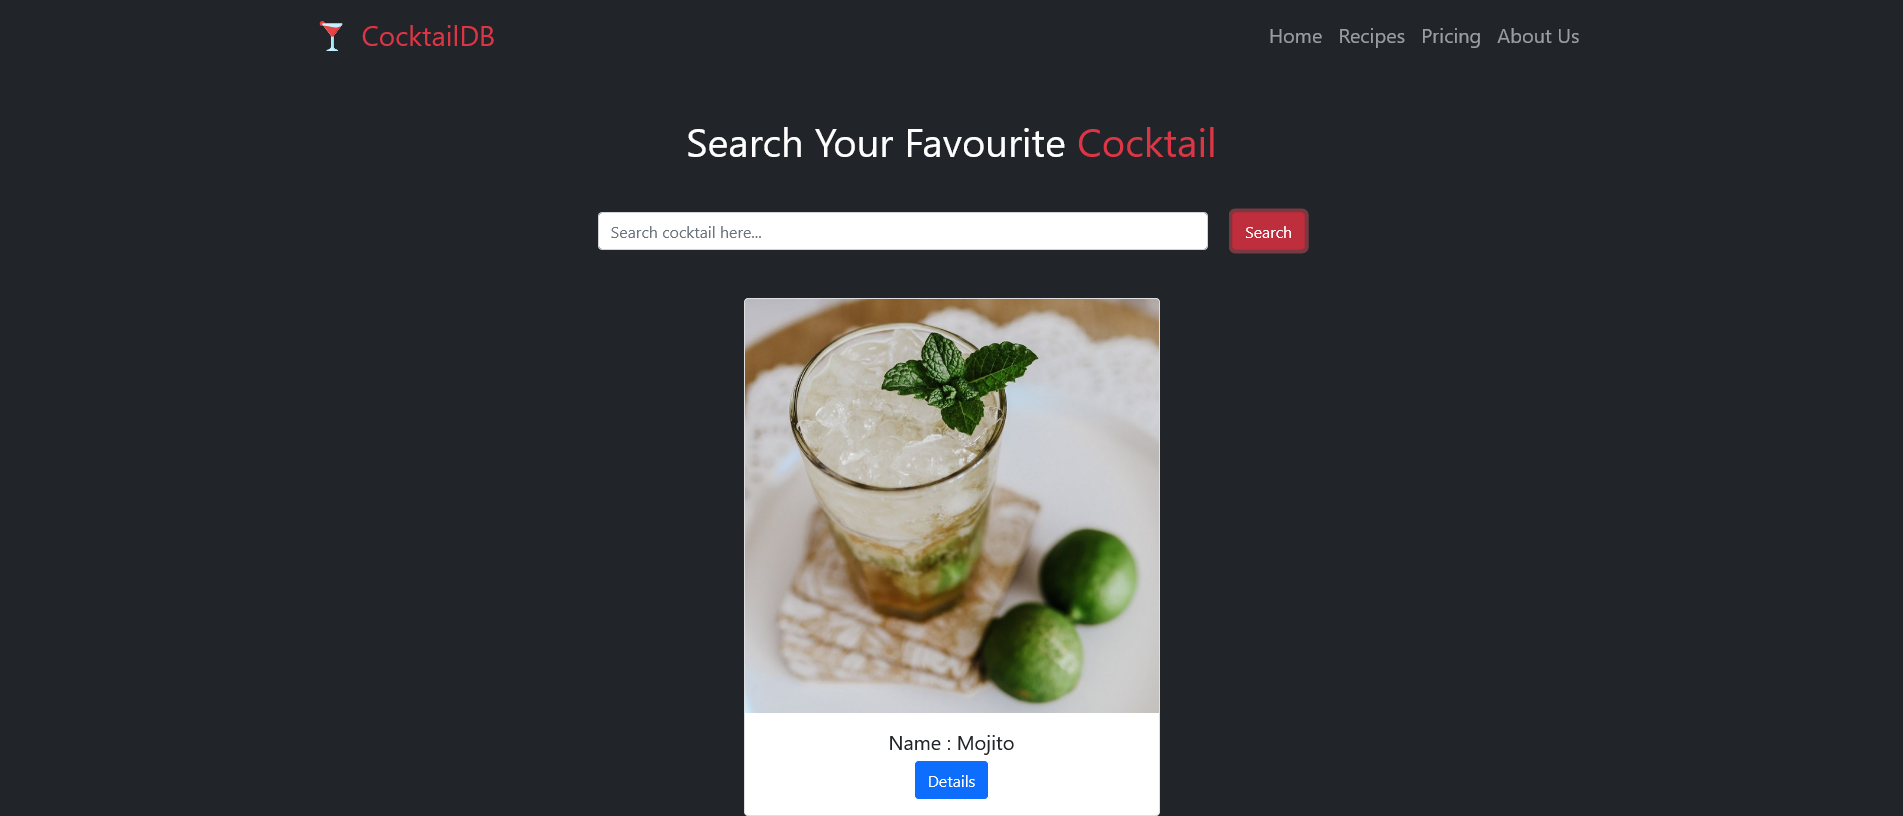 CocktailDB
Home Recipes Pricing About Us
Search Your Favourite Cocktail
Search cocktail here...
Search
Name : Mojito
Details